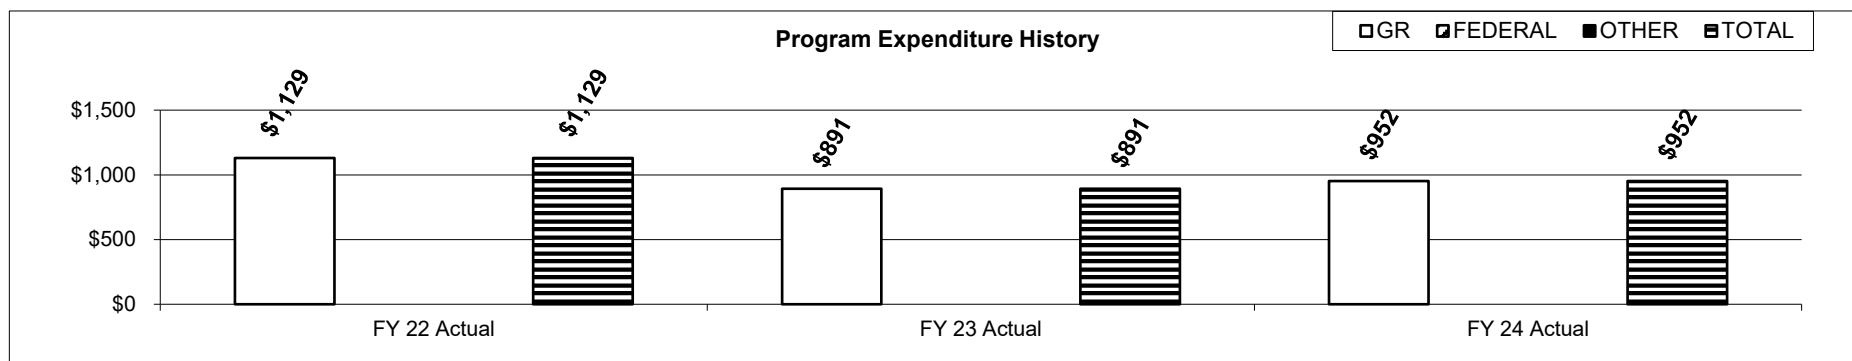 Program Expenditure History
GR FEDERAL OTHER TOTAL
$1,129 $1,129 $891 $891 $952 $952
$1,500
$1,000
$500
$0
FY 22 Actual FY 23 Actual FY 24 Actual